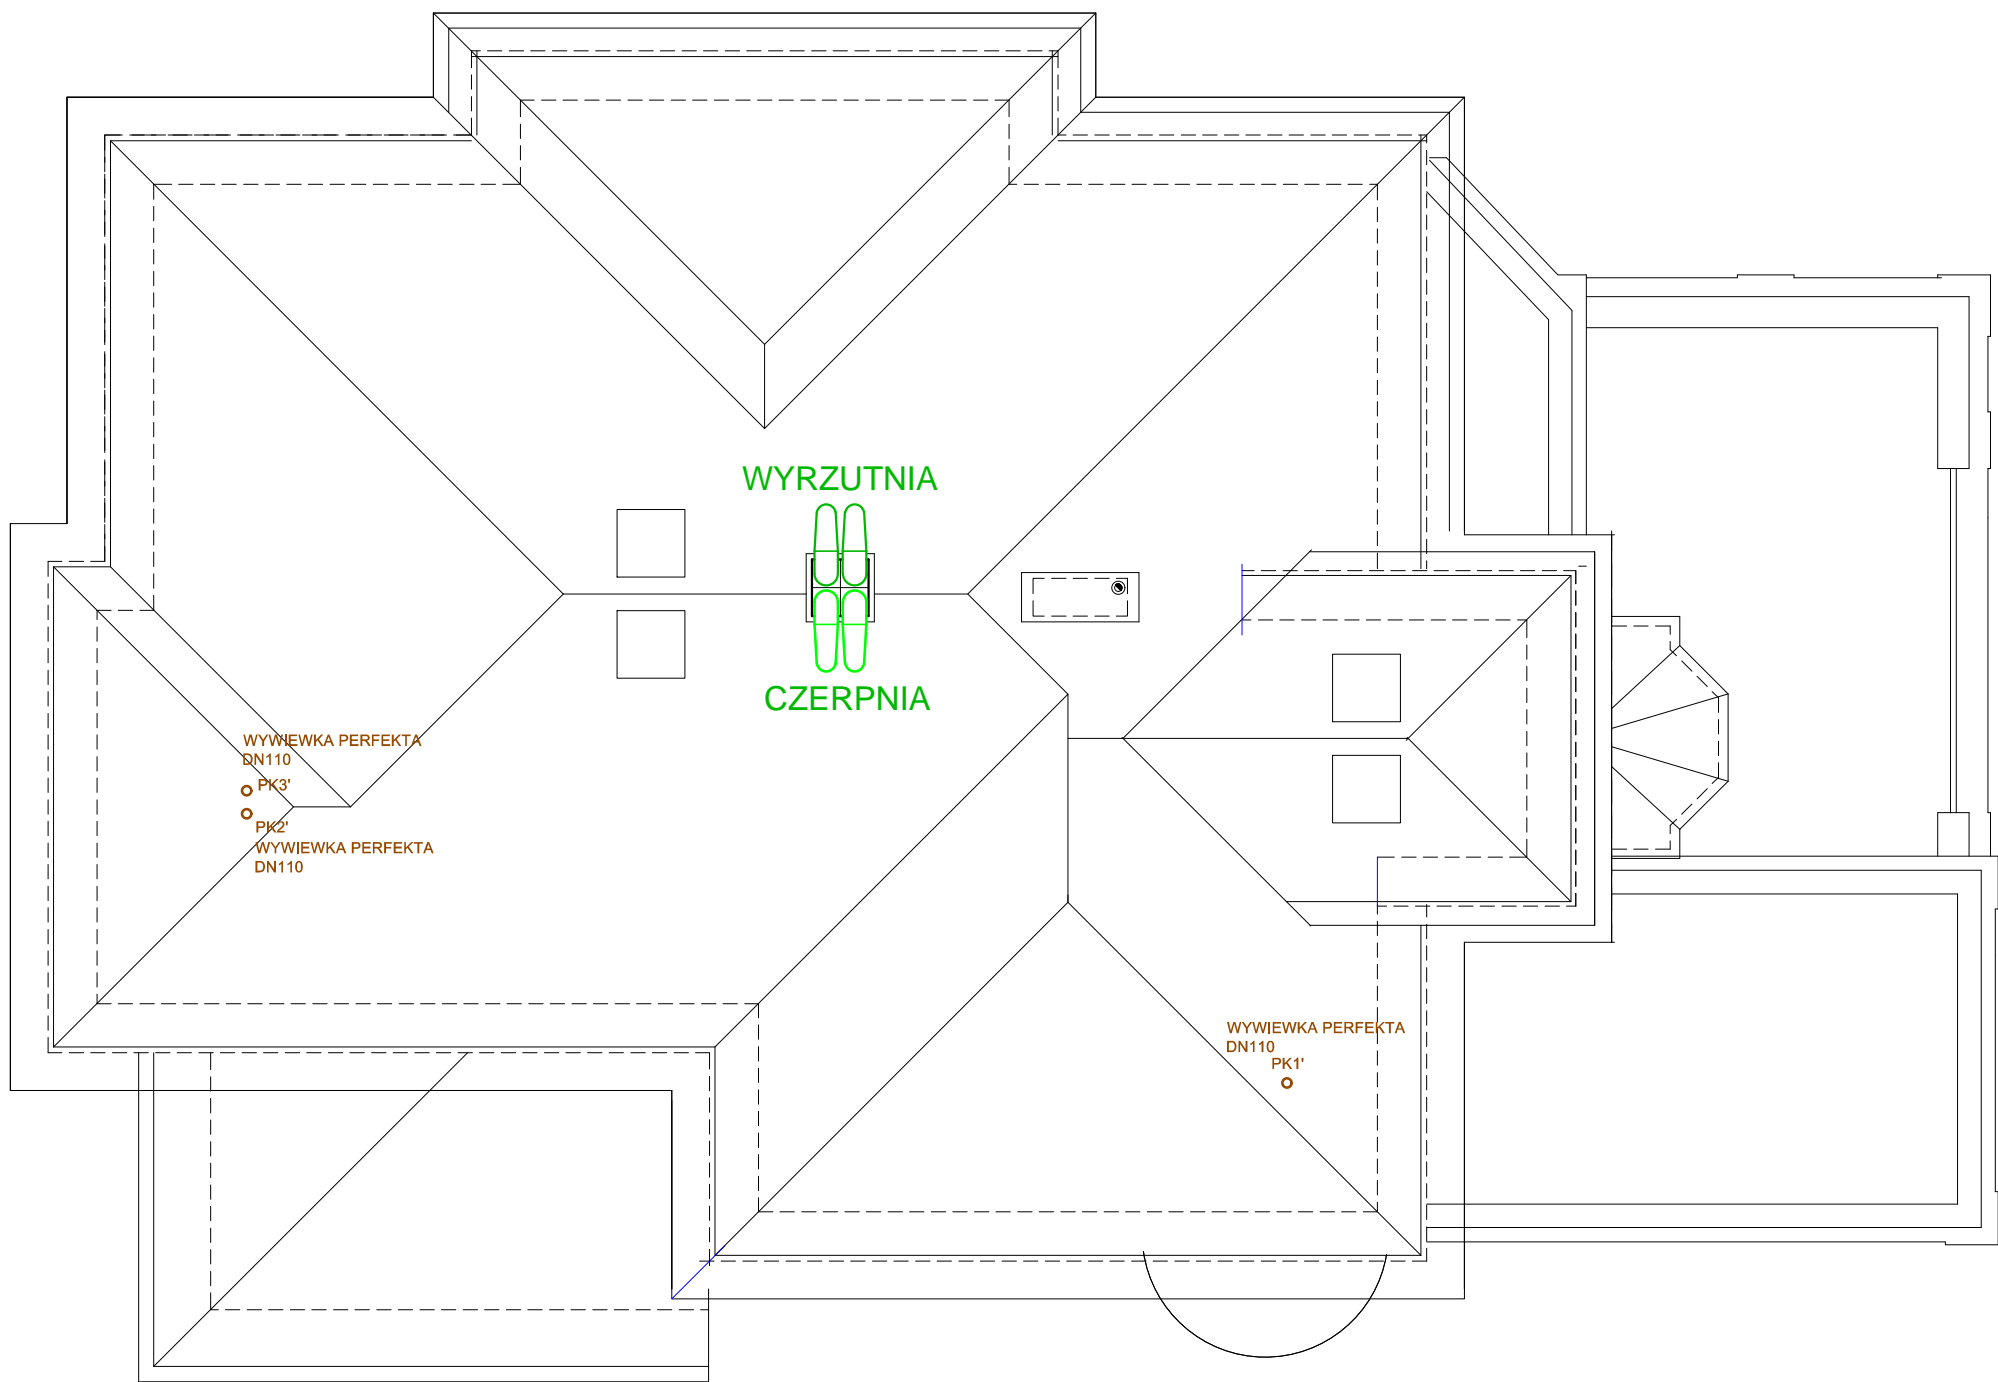 WYRZUTNIA
CZERPNIA
WYWIEWKA PERFEKTA
DN110
PK3'
PK2'
WYWIEWKA PERFEKTA
DN110
WYWIEWKA PERFEKTA
DN110
PK1'